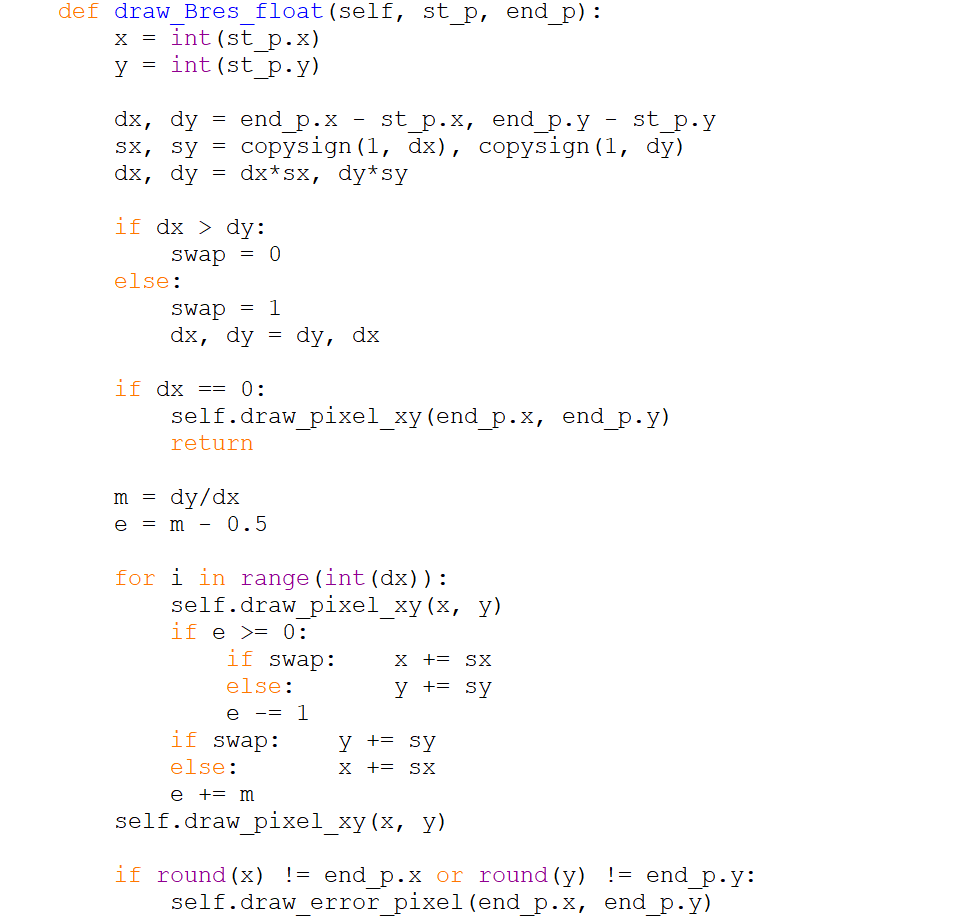 def draw_Bres_float(self, st_p, end_p):
    x = int(st_p.x)
    y = int(st_p.y)

    dx, dy = end_p.x - st_p.x, end_p.y - st_p.y
    sx, sy = copysign(1, dx), copysign(1, dy)
    dx, dy = dx*sx, dy*sy

    if dx > dy:
        swap = 0
    else:
        swap = 1
        dx, dy = dy, dx

    if dx == 0:
        self.draw_pixel_xy(end_p.x, end_p.y)
        return

    m = dy/dx
    e = m - 0.5

    for i in range(int(dx)):
        self.draw_pixel_xy(x, y)
        if e >= 0:
            if swap:    x += sx
            else:       y += sy
            e -= 1
        if swap:    y += sy
        else:       x += sx
        e += m
    self.draw_pixel_xy(x, y)

    if round(x) != end_p.x or round(y) != end_p.y:
        self.draw_error_pixel(end_p.x, end_p.y)